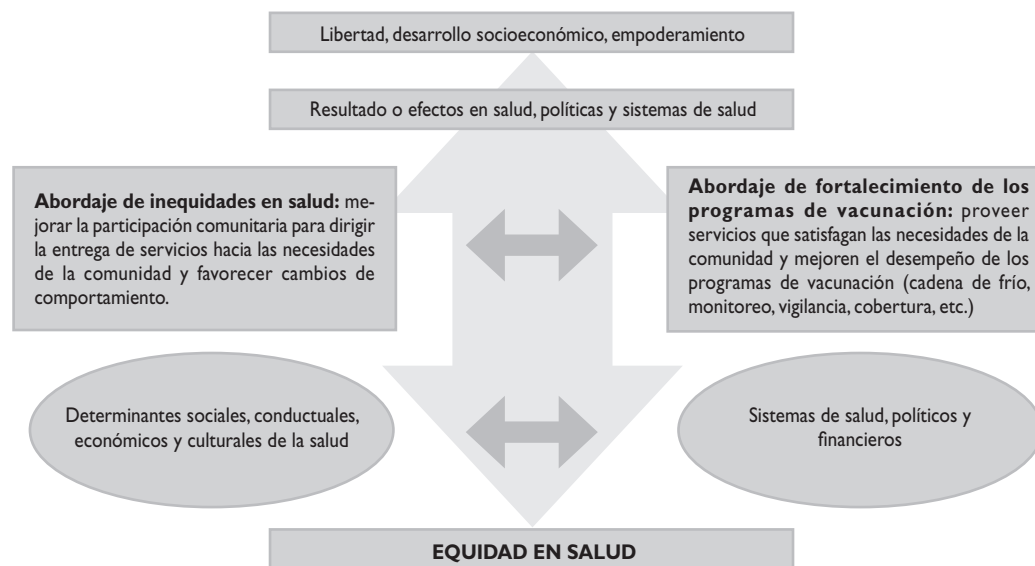 Libertad, desarrollo socioeconómico, empoderamiento
Resultado o efectos en salud, políticas y sistemas de salud
Abordaje de inequidades en salud: me-
jorar la participación comunitaria para dirigir
la entrega de servicios hacia las necesidades
de la comunidad y favorecer cambios de
comportamiento.
Abordaje de fortalecimiento de los
programas de vacunación: proveer
servicios que satisfagan las necesidades de la
comunidad y mejoren el desempeño de los
programas de vacunación (cadena de frío,
monitoreo, vigilancia, cobertura, etc.)
Determinantes sociales, conductuales,
económicos y culturales de la salud
Sistemas de salud, políticos y
financieros
EQUIDAD EN SALUD